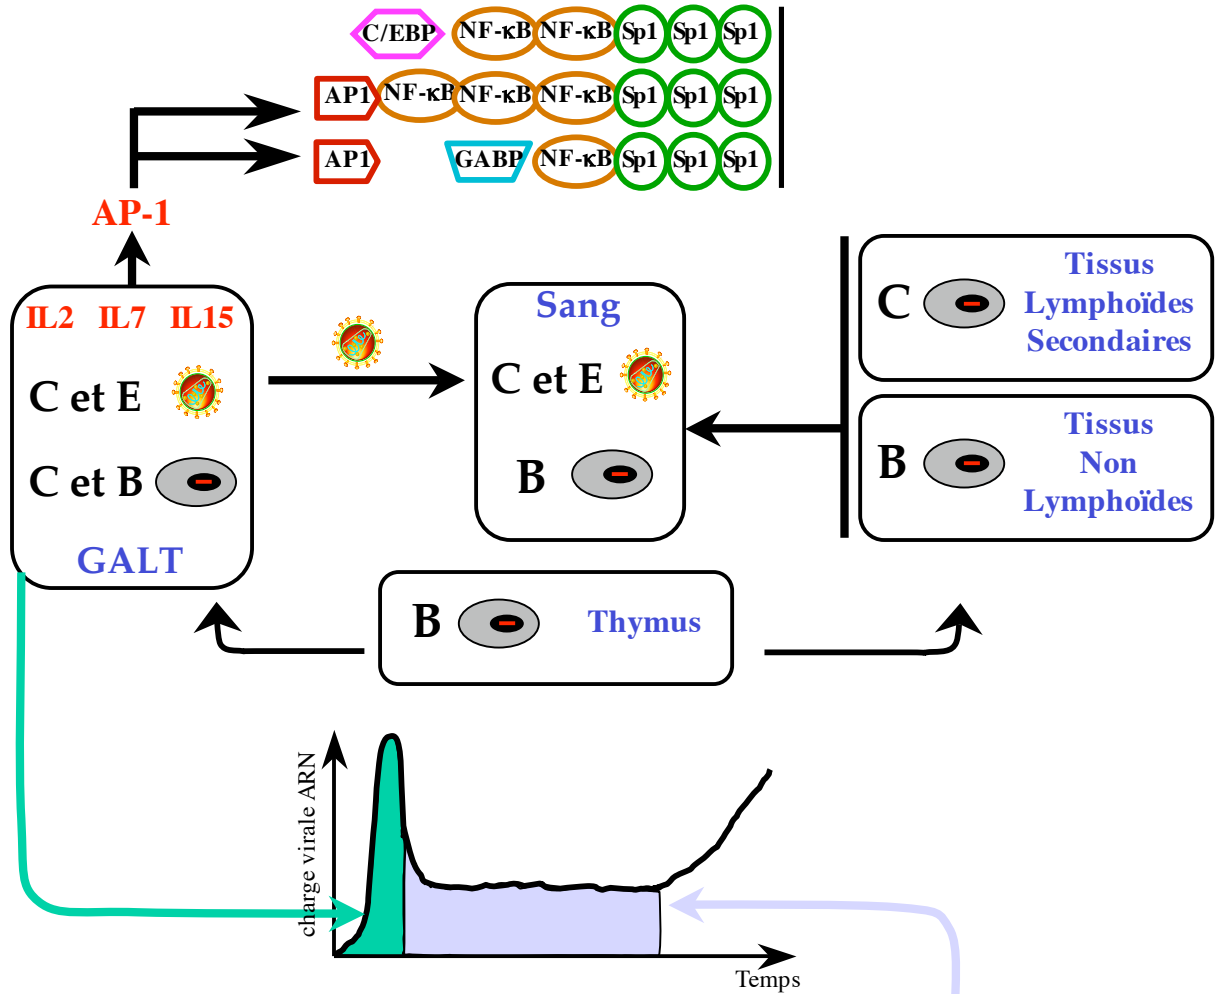 C/EBP NF-κB NF-κB Sp1 Sp1 Sp1
AP1 NF-κB NF-κB NF-κB Sp1 Sp1 Sp1
AP1 GABP NF-κB Sp1 Sp1 Sp1
AP-1
IL2 IL7 IL15
C et E
C et B
GALT
Sang
C et E
B
C
Tissus
Lymphoïdes
Secondaires
B
Tissus
Non
Lymphoïdes
B Thymus
charge virale ARN
Temps